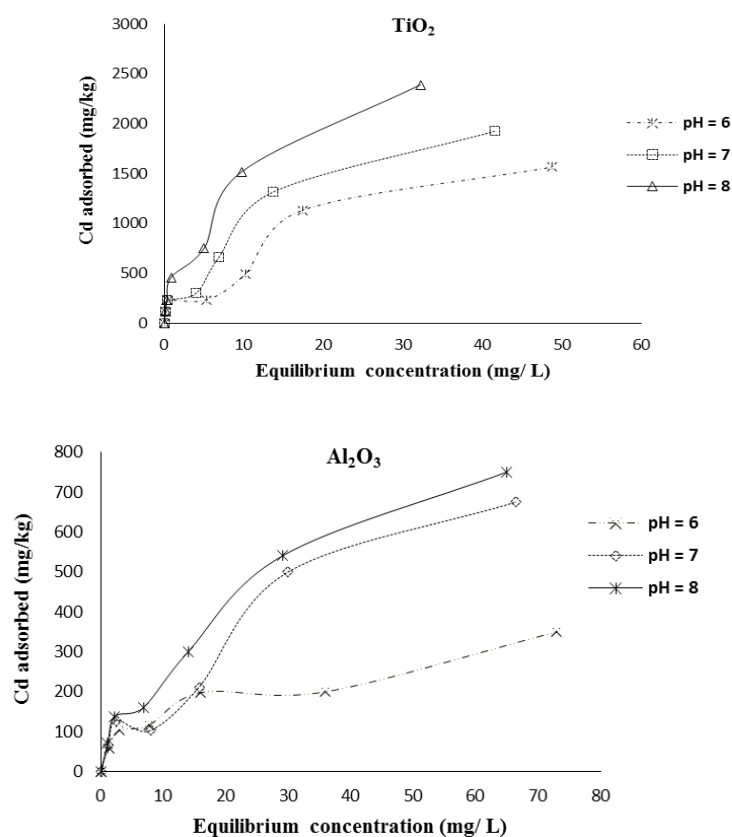 TiO₂
3000
2500
2000
1500
1000
500
0
Cd adsorbed (mg/kg)
0 10 20 30 40 50 60
Equilibrium concentration (mg/ L)
pH = 6
pH = 7
pH = 8
Al₂O₃
800
700
600
500
400
300
200
100
0
Cd adsorbed (mg/kg)
0 10 20 30 40 50 60 70 80
Equilibrium concentration (mg/ L)
pH = 6
pH = 7
pH = 8